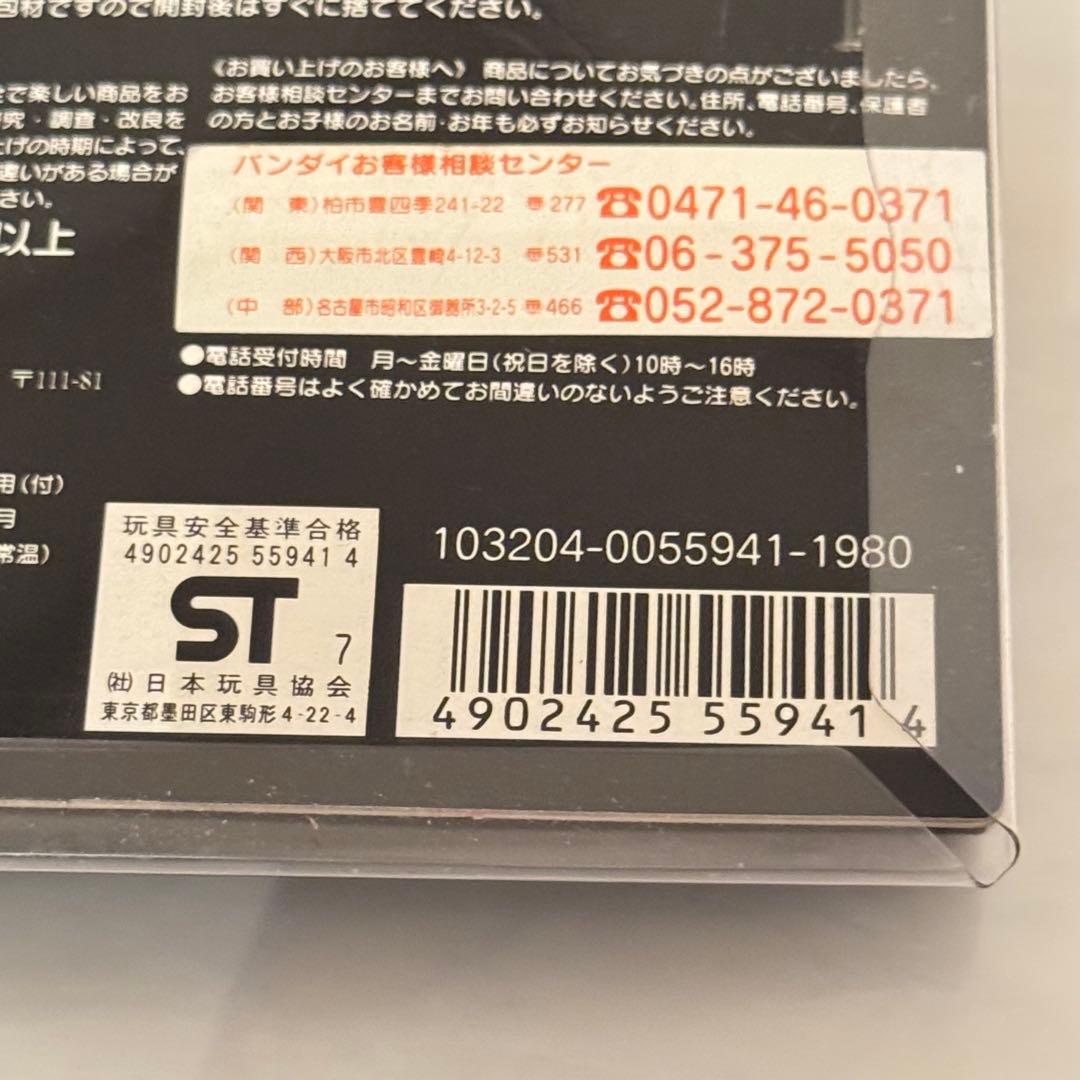 包材ですので開封後はすぐに捨ててください。
全で楽しい商品をお
究・調査・改良を
上げの時期によって、
違いがある場合が
さい。
以上
《お買い上げのお客様へ》 商品についてお気づきの点がございましたら、
お客様相談センターまでお問い合わせください。住所、電話番号、保護者
の方とお子様のお名前・お年も必ずお知らせください。
バンダイお客様相談センター
(関 東)柏市豊四季241-22 〠277 ☎0471-46-0371
(関 西)大阪市北区豊崎4-12-3 〠531 ☎06-375-5050
(中 部)名古屋市昭和区御器所3-2-5 〠466 ☎052-872-0371
●電話受付時間 月〜金曜日(祝日を除く)10時〜16時
●電話番号はよく確かめてお間違いのないようご注意ください。
〒111-81
用(付)
月
常温)
玩具安全基準合格
4902425 55941 4
ST 7
(社)日本玩具協会
東京都墨田区東駒形4-22-4
103204-0055941-1980
4902425 55941 4